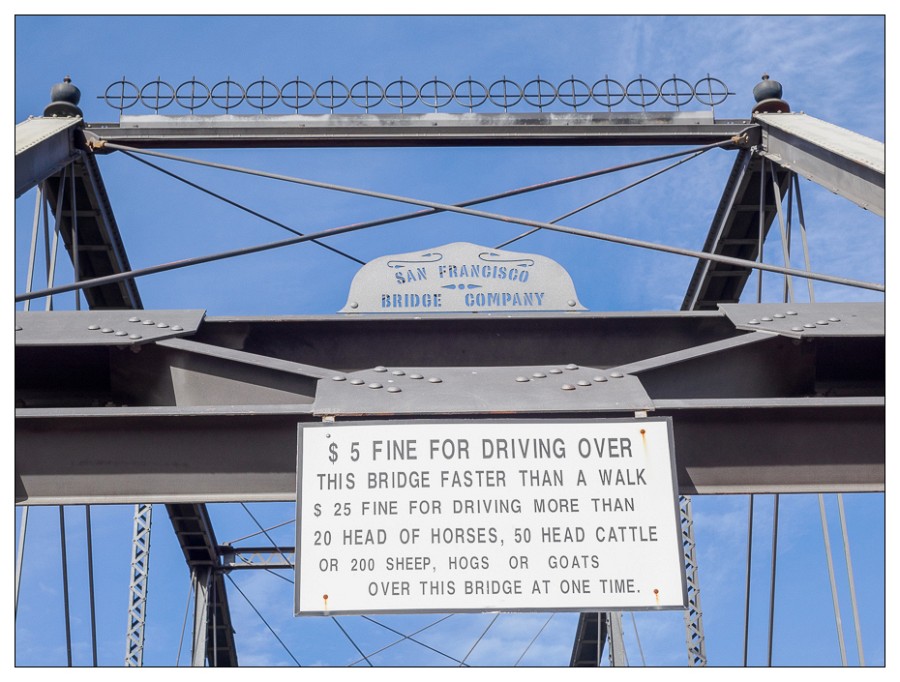 SAN FRANCISCO
BRIDGE COMPANY
$ 5 FINE FOR DRIVING OVER
THIS BRIDGE FASTER THAN A WALK
$ 25 FINE FOR DRIVING MORE THAN
20 HEAD OF HORSES, 50 HEAD CATTLE
OR 200 SHEEP, HOGS OR GOATS
OVER THIS BRIDGE AT ONE TIME.